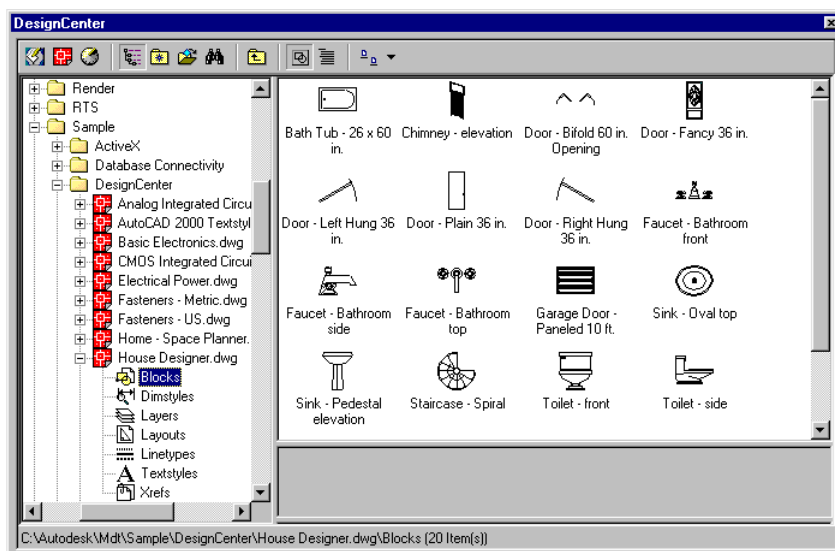 DesignCenter
Render
RTS
Sample
ActiveX
Database Connectivity
DesignCenter
Analog Integrated Circu
AutoCAD 2000 Textstyl
Basic Electronics.dwg
CMOS Integrated Circui
Electrical Power.dwg
Fasteners - Metric.dwg
Fasteners - US.dwg
Home - Space Planner.
House Designer.dwg
Blocks
Dimstyles
Layers
Layouts
Linetypes
Textstyles
Xrefs
Bath Tub - 26 x 60
in.
Chimney - elevation
Door - Bifold 60 in.
Opening
Door - Fancy 36 in.
Door - Left Hung 36
in.
Door - Plain 36 in.
Door - Right Hung
36 in.
Faucet - Bathroom
front
Faucet - Bathroom
side
Faucet - Bathroom
top
Garage Door -
Paneled 10 ft.
Sink - Oval top
Sink - Pedestal
elevation
Staircase - Spiral
Toilet - front
Toilet - side
C:\Autodesk\Mdt\Sample\DesignCenter\House Designer.dwg\Blocks (20 Item(s))